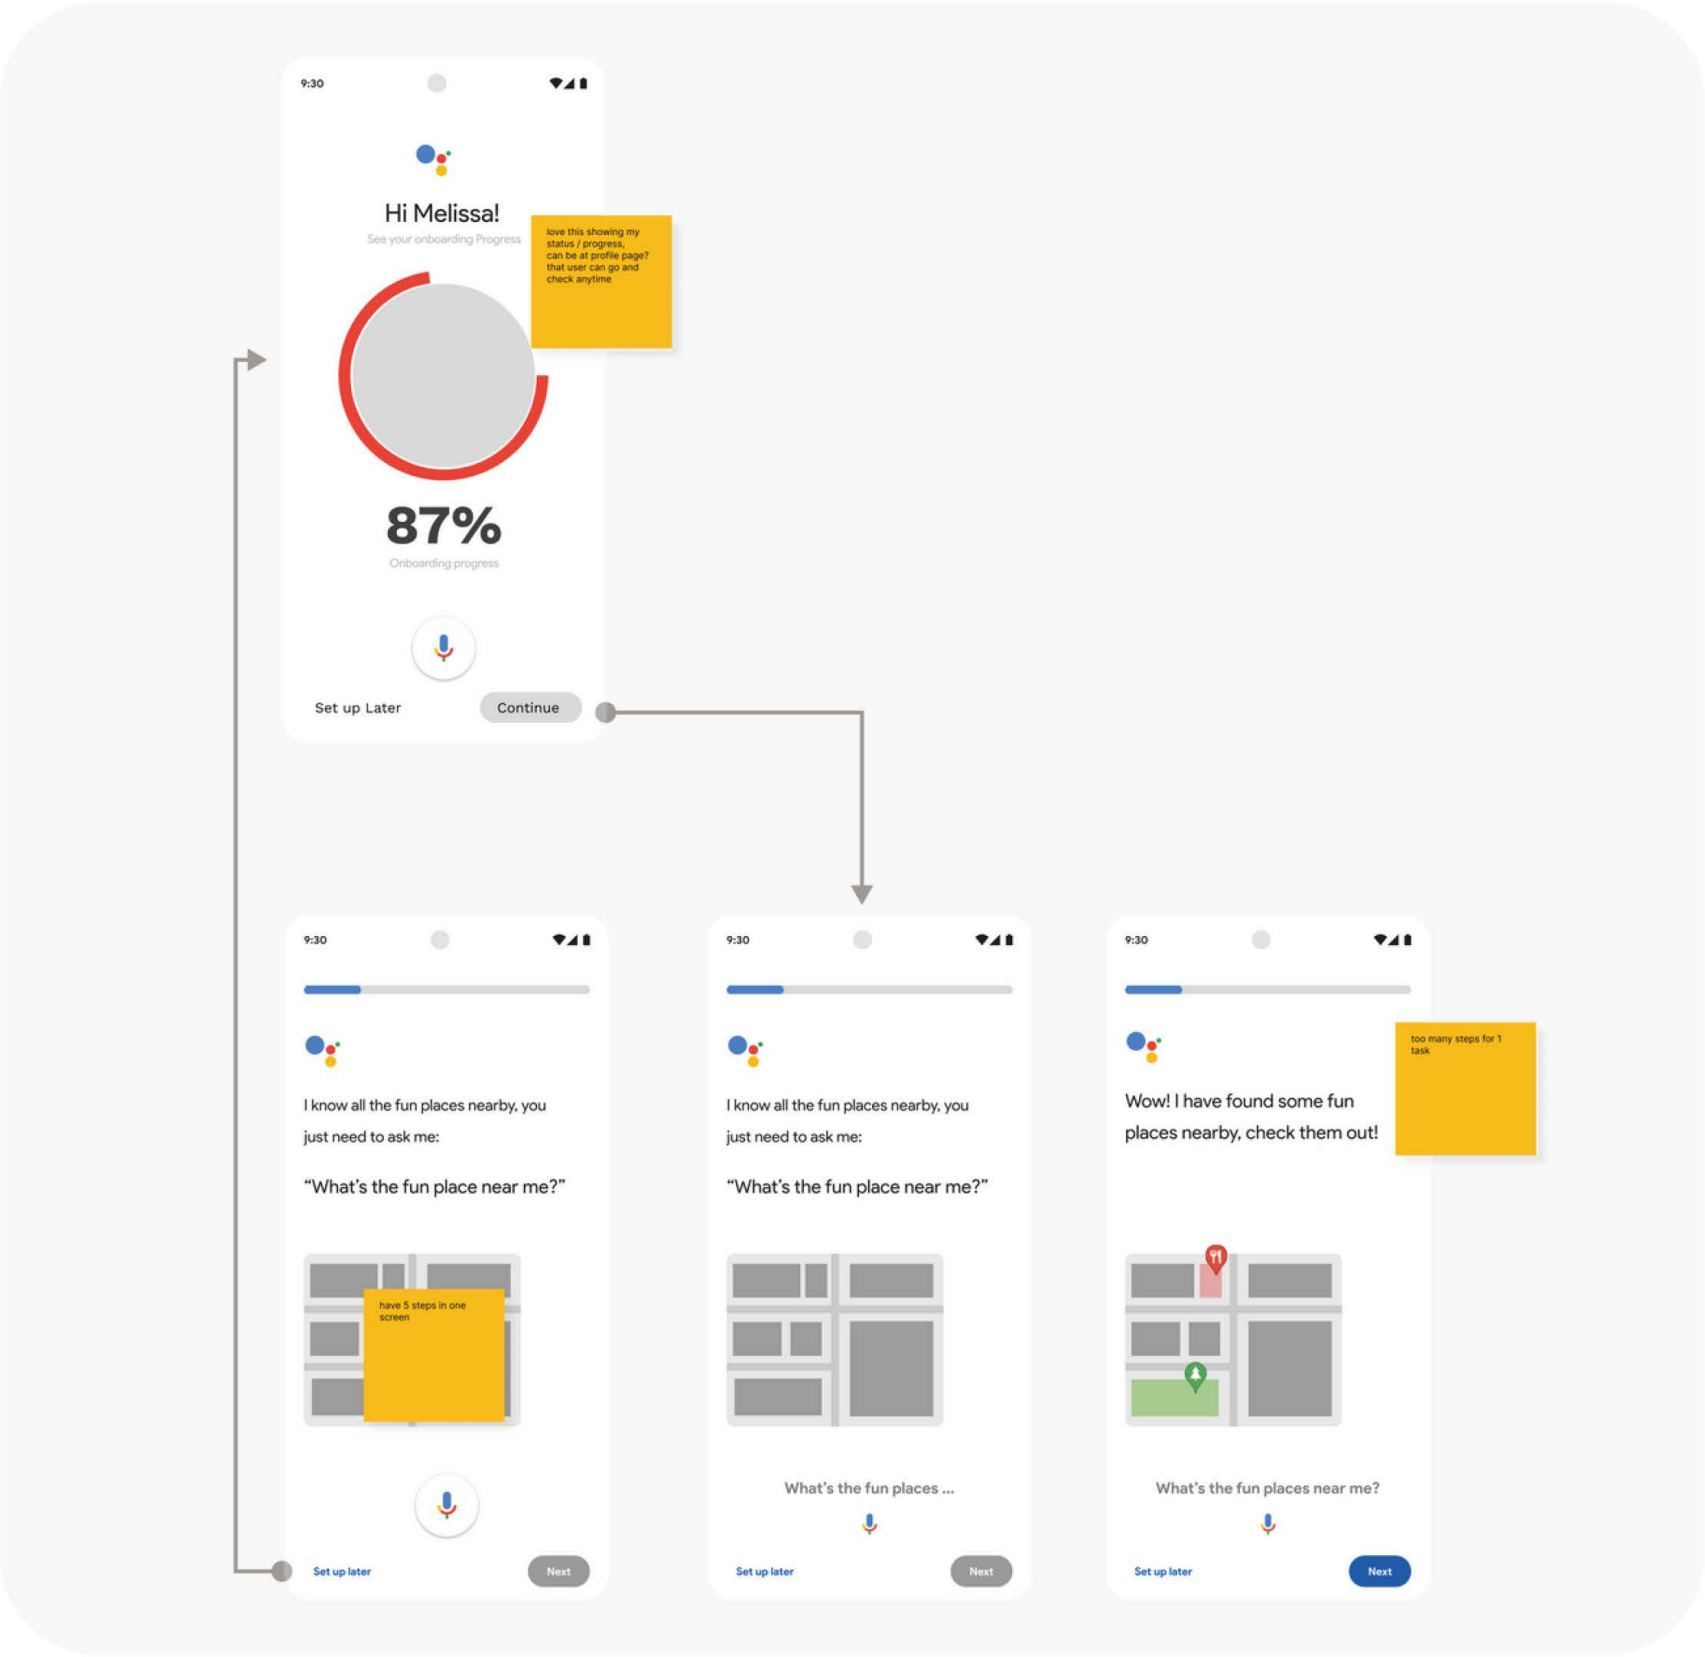 9:30
Hi Melissa!
See your onboarding Progress
love this showing my
status / progress,
can be at profile page?
that user can go and
check anytime
87%
Onboarding progress
Set up Later
Continue
9:30
I know all the fun places nearby, you
just need to ask me:
“What’s the fun place near me?”
have 5 steps in one
screen
Set up later
Next
9:30
I know all the fun places nearby, you
just need to ask me:
“What’s the fun place near me?”
What’s the fun places ...
Set up later
Next
9:30
too many steps for 1
task
Wow! I have found some fun
places nearby, check them out!
What’s the fun places near me?
Set up later
Next